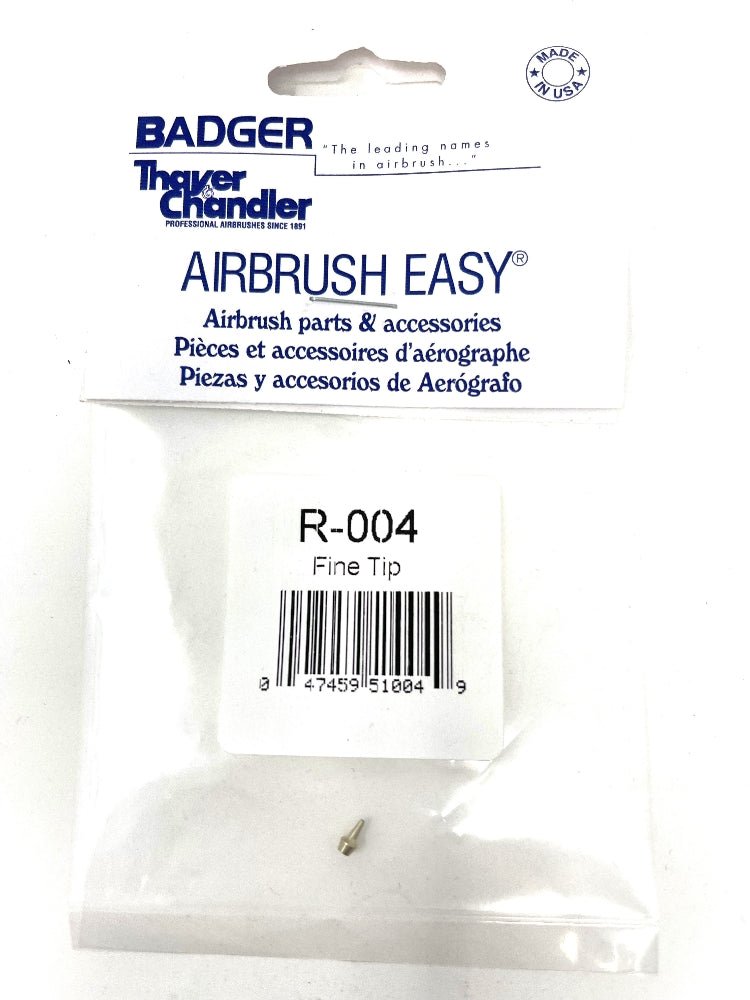 MADE
IN USA
BADGER
"The leading names
in airbrush..."
Thayer
& Chandler
PROFESSIONAL AIRBRUSHES SINCE 1891
AIRBRUSH EASY®
Airbrush parts & accessories
Pièces et accessoires d'aérographe
Piezas y accesorios de Aerógrafo
R-004
Fine Tip
0 47459 51004 9